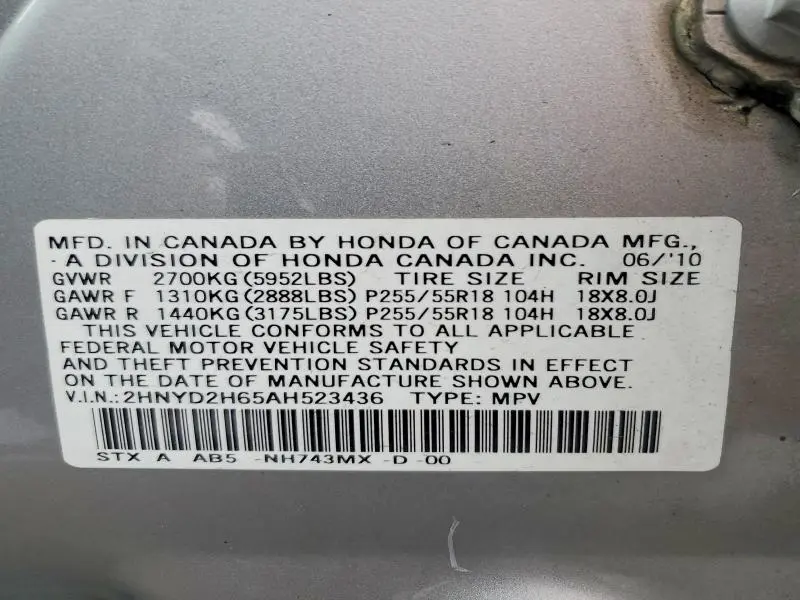 MFD. IN CANADA BY HONDA OF CANADA MFG.,
- A DIVISION OF HONDA CANADA INC. 06/'10
GVWR 2700KG(5952LBS) TIRE SIZE RIM SIZE
GAWR F 1310KG(2888LBS) P255/55R18 104H 18X8.0J
GAWR R 1440KG(3175LBS) P255/55R18 104H 18X8.0J
THIS VEHICLE CONFORMS TO ALL APPLICABLE
FEDERAL MOTOR VEHICLE SAFETY
AND THEFT PREVENTION STANDARDS IN EFFECT
ON THE DATE OF MANUFACTURE SHOWN ABOVE.
V.I.N.:2HNYD2H65AH523436 TYPE: MPV
STX A AB5 -NH743MX -D -00